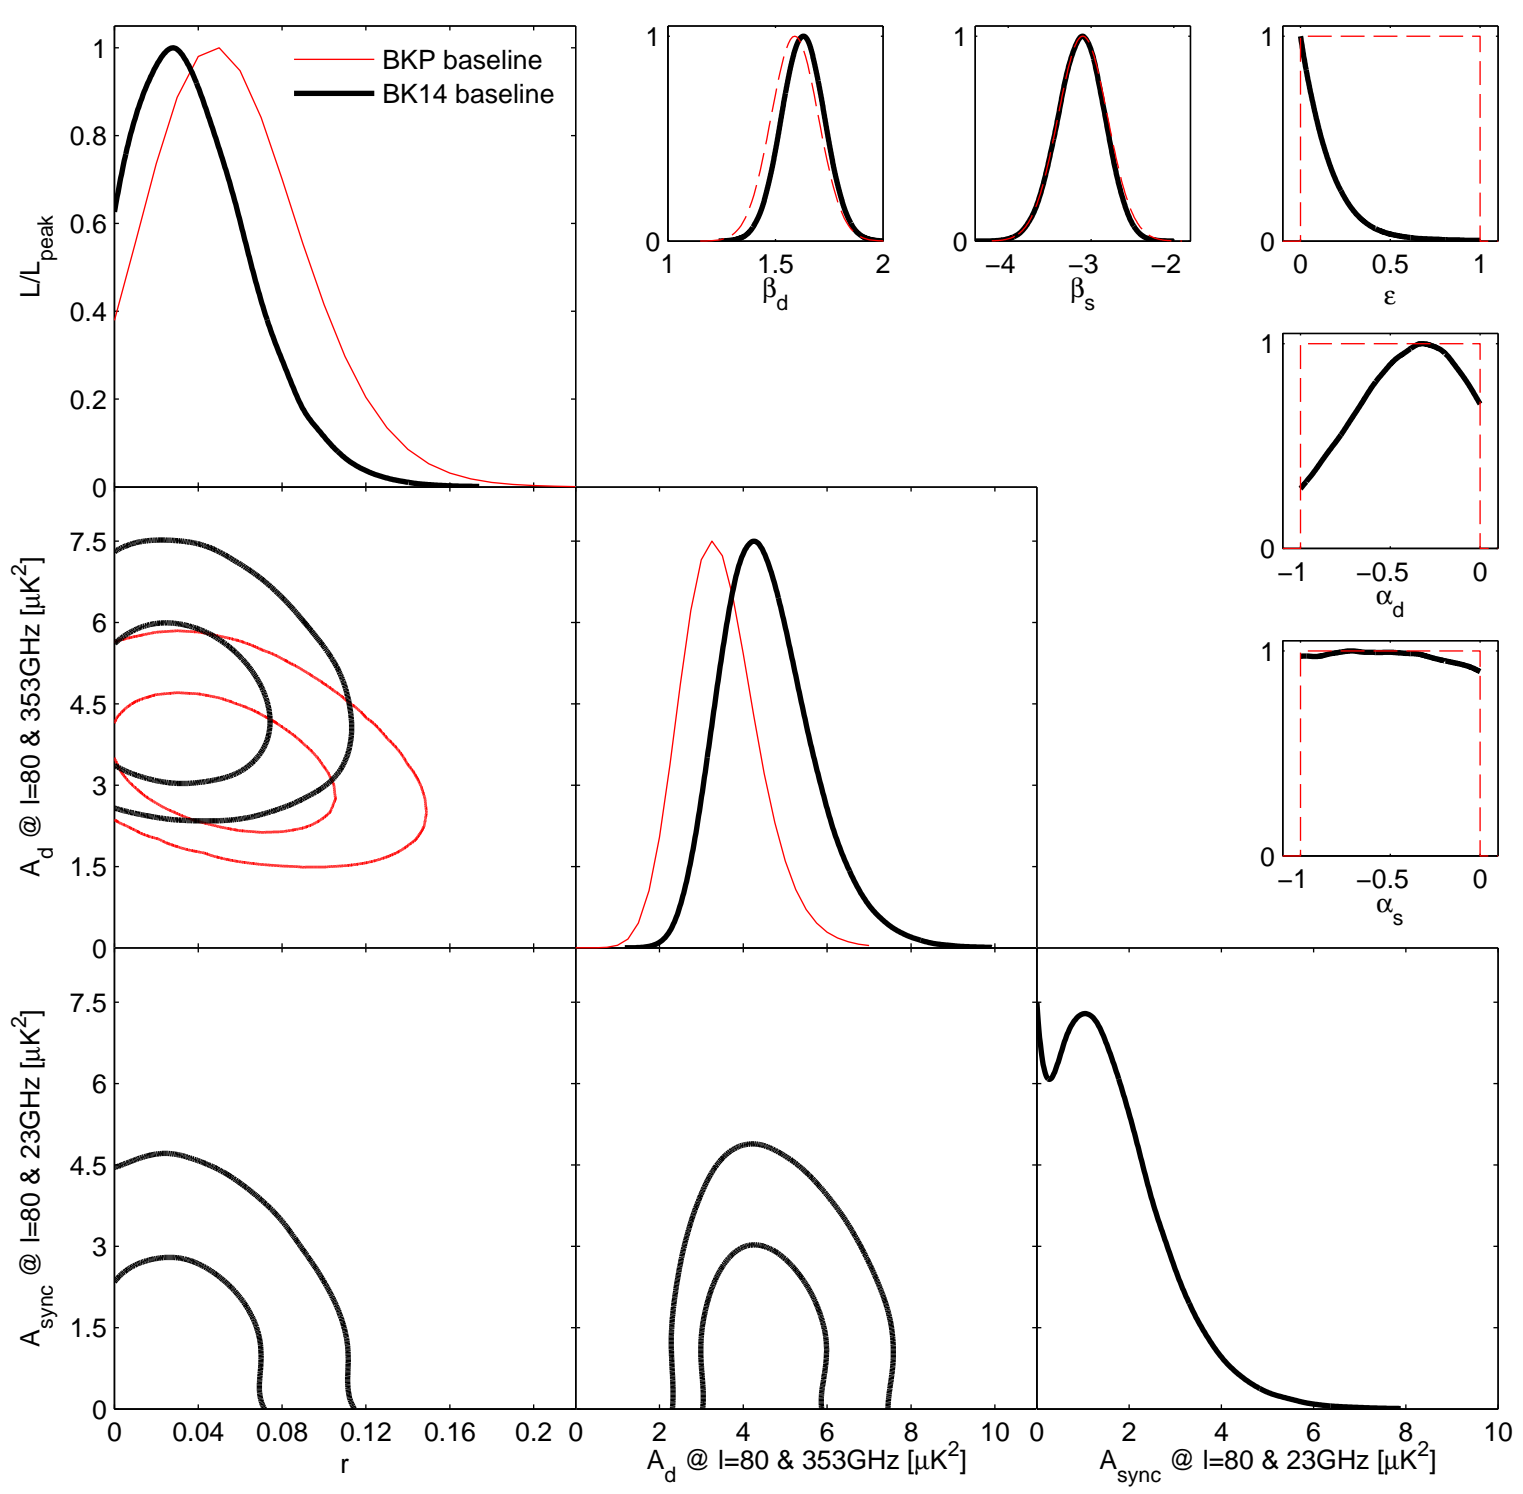 BKP baseline
BK14 baseline
L/L_peak
1
0.8
0.6
0.4
0.2
0
1
0
1 1.5 2
β_d
1
0
−4 −3 −2
β_s
1
0
0 0.5 1
ε
1
0
−1 −0.5 0
α_d
1
0
−1 −0.5 0
α_s
A_d @ l=80 & 353GHz [μK²]
7.5
6
4.5
3
1.5
0
A_sync @ l=80 & 23GHz [μK²]
7.5
6
4.5
3
1.5
0
0 0.04 0.08 0.12 0.16 0.2
r
2 4 6 8 10
A_d @ l=80 & 353GHz [μK²]
0 2 4 6 8 10
A_sync @ l=80 & 23GHz [μK²]